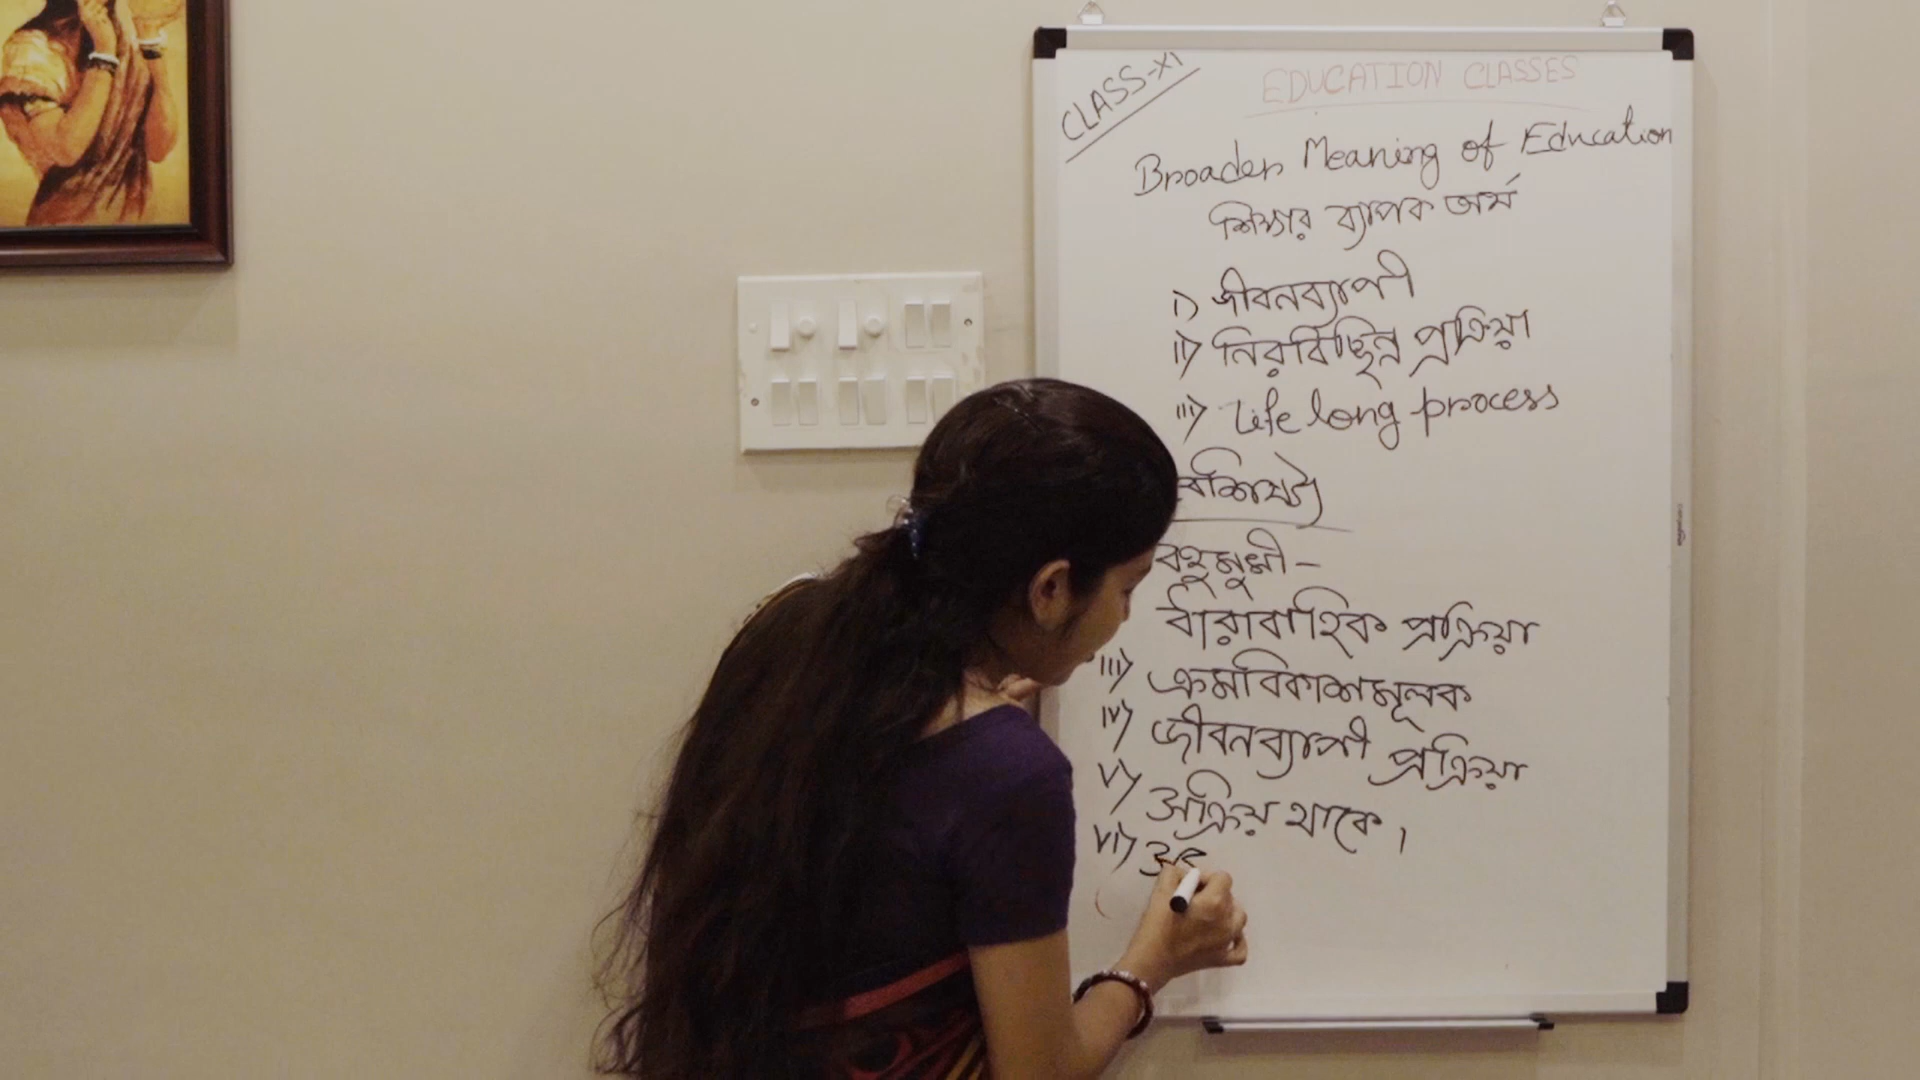 CLASS-XI
EDUCATION CLASSES
Broader Meaning of Education
শিক্ষার ব্যাপক অর্থ
i) জীবনব্যাপী
ii) নিরবিচ্ছিন্ন প্রক্রিয়া
iii) Life long process
বৈশিষ্ট্য
বহুমুখী –
ধারাবাহিক প্রক্রিয়া
iii) ক্রমবিকাশমূলক
iv) জীবনব্যাপী প্রক্রিয়া
v) সক্রিয় থাকে।
vi)